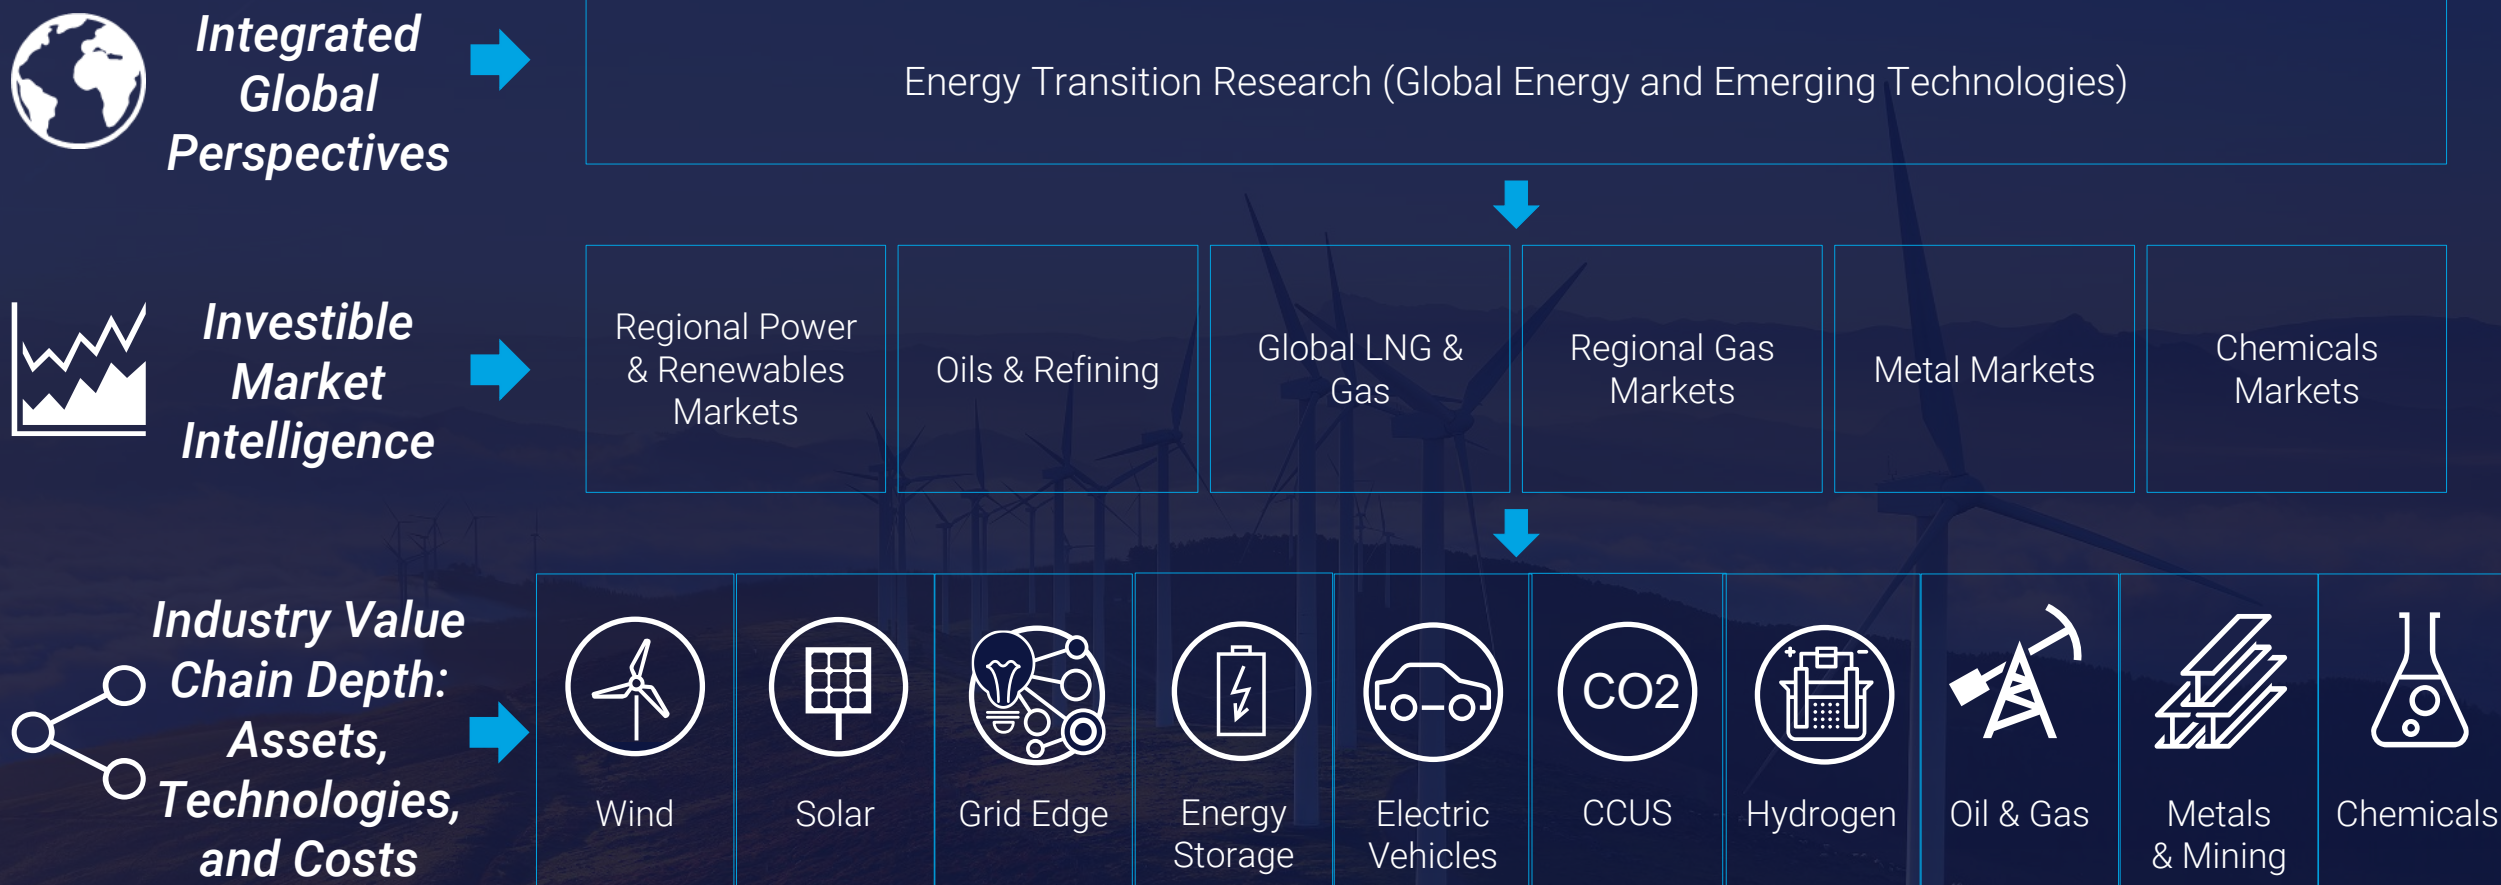 Integrated
Global
Perspectives
Energy Transition Research (Global Energy and Emerging Technologies)
Investible
Market
Intelligence
Regional Power
& Renewables
Markets
Oils & Refining
Global LNG &
Gas
Regional Gas
Markets
Metal Markets
Chemicals
Markets
Industry Value
Chain Depth:
Assets,
Technologies,
and Costs
Wind
Solar
Grid Edge
Energy
Storage
Electric
Vehicles
CO2
CCUS
+ -
Hydrogen
Oil & Gas
Metals
& Mining
Chemicals